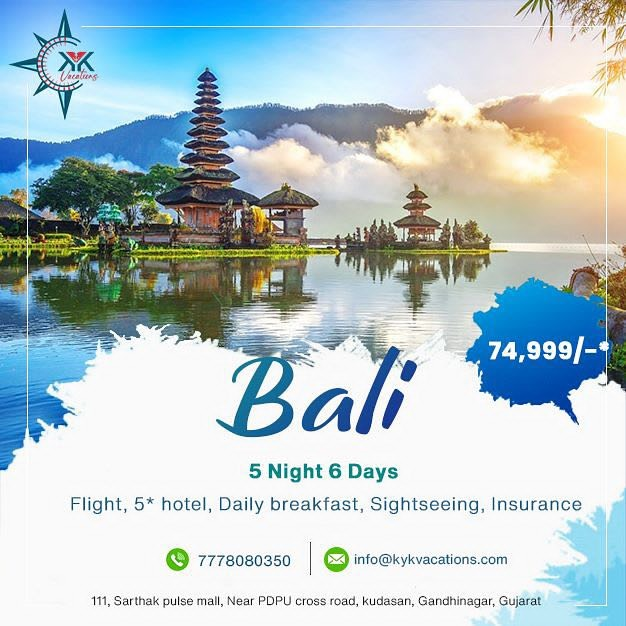 KYK
Vacations
74,999/-*
Bali
5 Night 6 Days
Flight, 5* hotel, Daily breakfast, Sightseeing, Insurance
7778080350
info@kykvacations.com
111, Sarthak pulse mall, Near PDPU cross road, kudasan, Gandhinagar, Gujarat